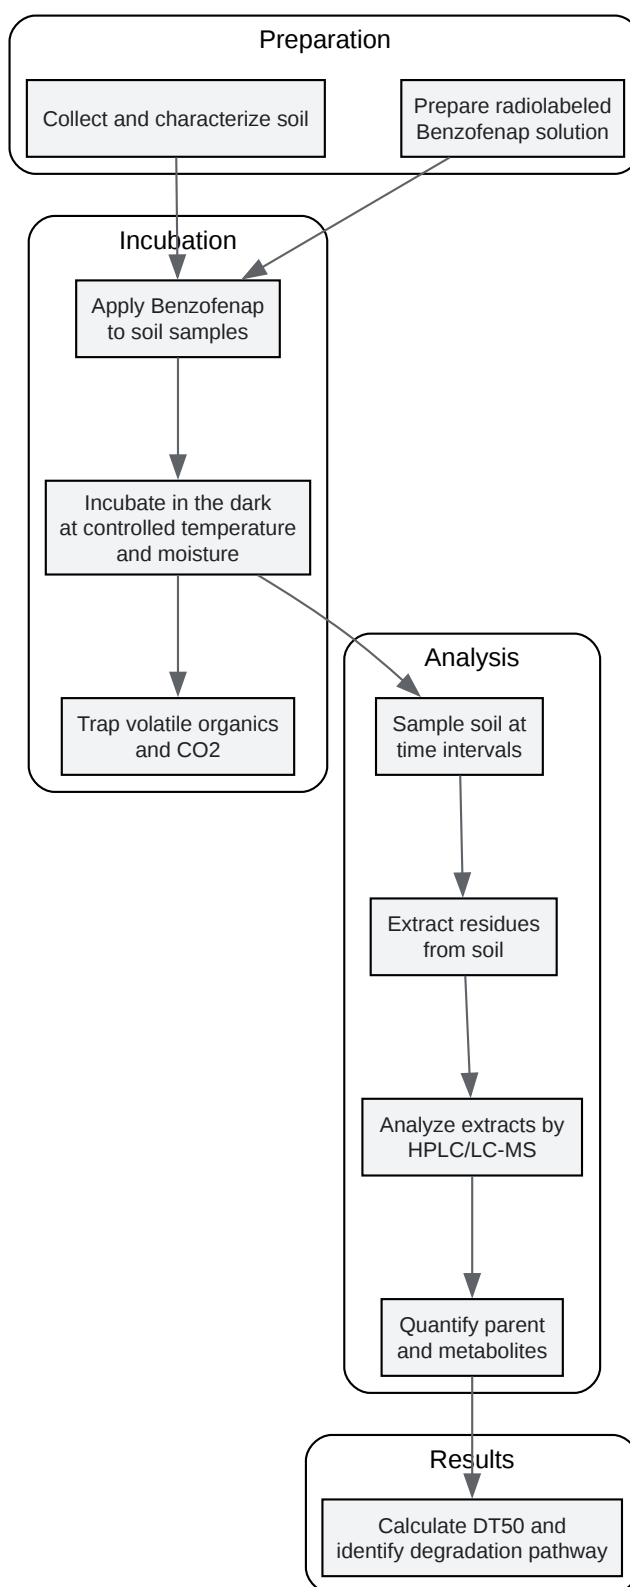 Preparation
Collect and characterize soil
Prepare radiolabeled
Benzofenap solution
Incubation
Apply Benzofenap
to soil samples
Incubate in the dark
at controlled temperature
and moisture
Trap volatile organics
and CO2
Analysis
Sample soil at
time intervals
Extract residues
from soil
Analyze extracts by
HPLC/LC-MS
Quantify parent
and metabolites
Results
Calculate DT50 and
identify degradation pathway